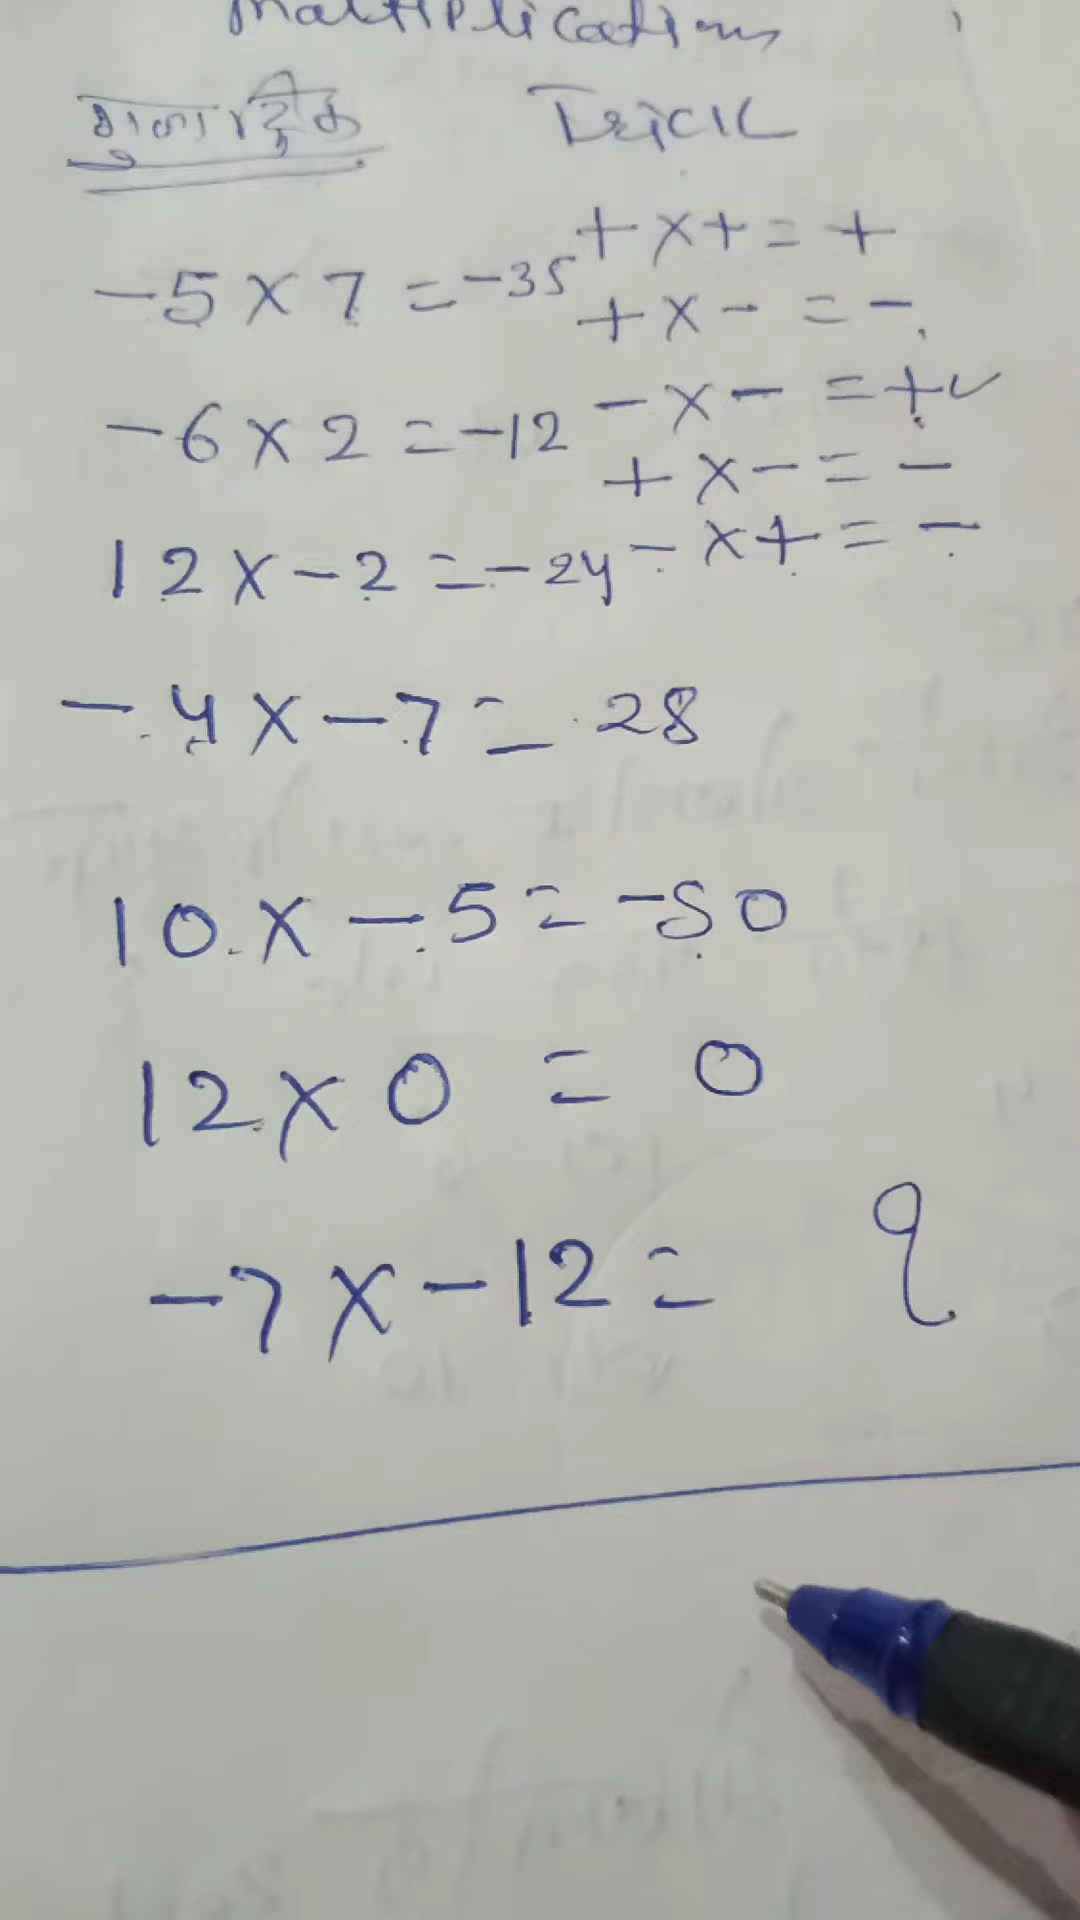 Multiplication
गुणा ट्रिक Trick
+ x + = +
-5 x 7 = -35
+ x - = -
- x - = + ✓
-6 x 2 = -12
+ x - = -
- x + = -
12 x -2 = -24
-4 x -7 = 28
10 x -5 = -50
12 x 0 = 0
-7 x -12 = ?